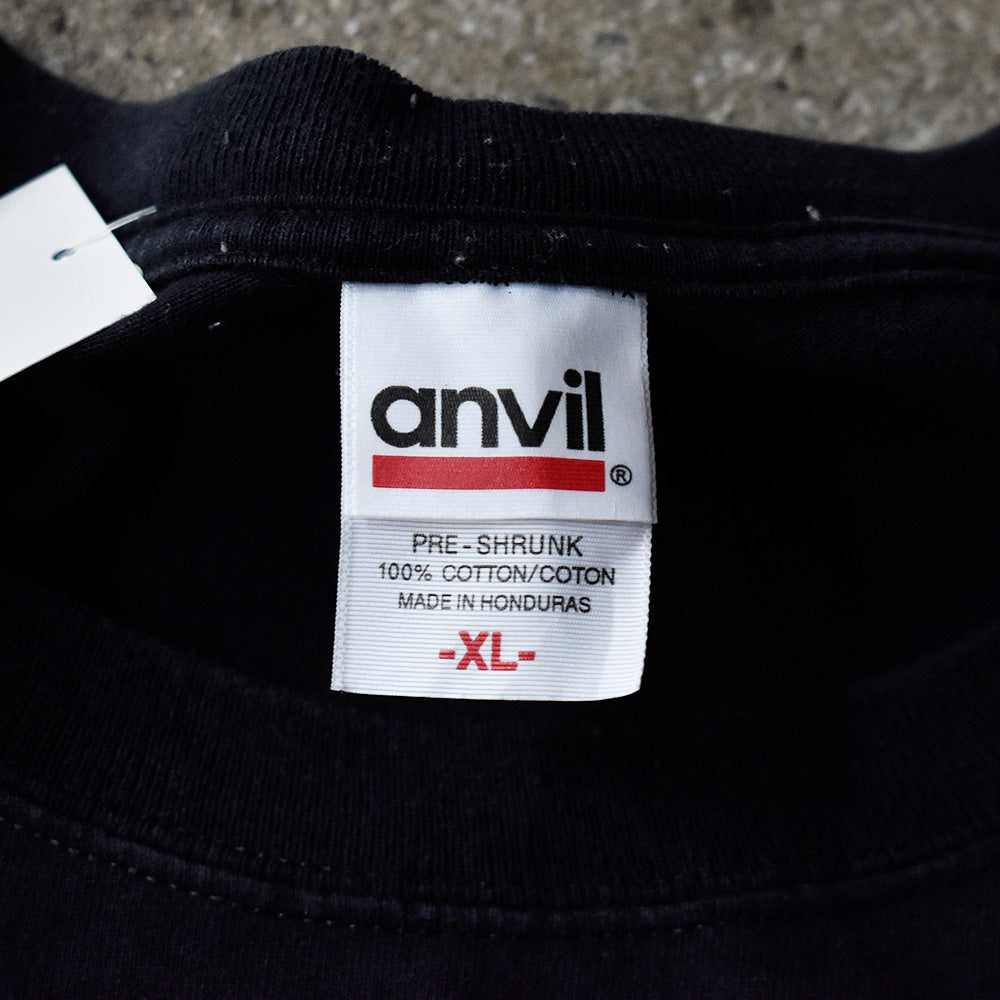 anvil®
PRE-SHRUNK
100% COTTON/COTON
MADE IN HONDURAS
-XL-